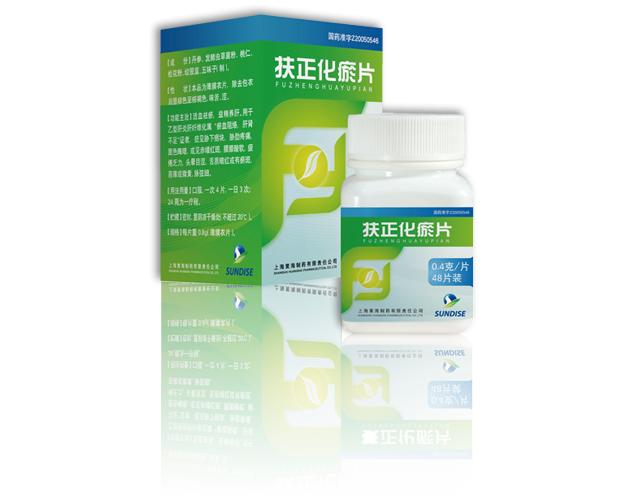 国药准字Z20050546
扶正化瘀片
FUZHENGHUAYUPIAN
【成 份】丹参、发酵虫草菌粉、桃仁、
松花粉、绞股蓝、五味子(制)。
【性 状】本品为薄膜衣片，除去包衣
后显棕色至棕褐色，味苦、涩。
【功能主治】活血祛瘀，益精养肝。用于
乙型肝炎肝纤维化属“瘀血阻络，肝肾
不足”证者，症见胁下痞块，胁肋疼痛，
面色晦暗，或见赤缕红斑，腰膝酸软，疲
倦乏力，头晕目涩，舌质暗红或有瘀斑，
苔薄或微黄，脉弦细。
【用法用量】口服，一次4片，一日3次；
24周为一疗程。
【贮藏】密封，置阴凉干燥处(不超过20℃)。
上海黄海制药有限责任公司
SHANGHAI HUANGHAI PHARMACEUTICAL CO.,LTD
SUNDISE
国药准字Z20050546
扶正化瘀片
FUZHENGHUAYUPIAN
0.4克/片
48片装
上海黄海制药有限责任公司
SUNDISE